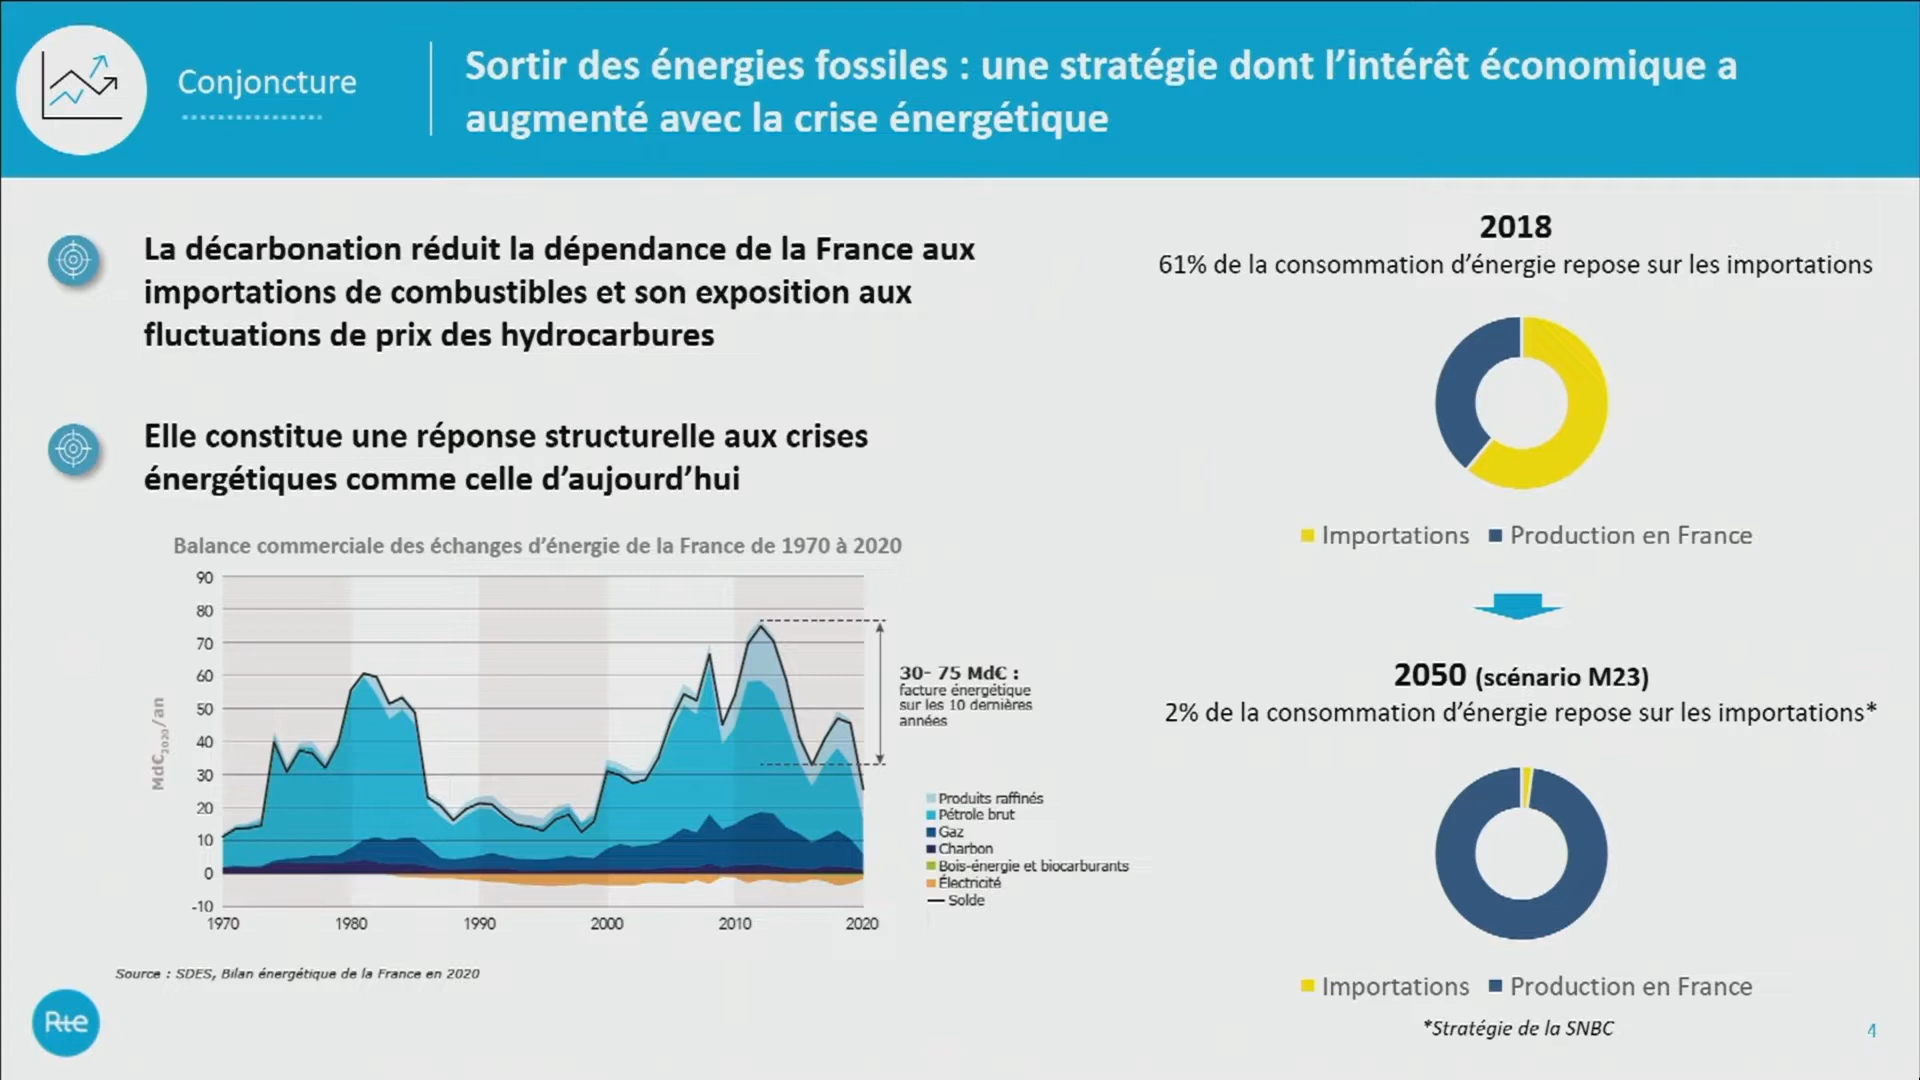 Conjoncture
Sortir des énergies fossiles : une stratégie dont l’intérêt économique a
augmenté avec la crise énergétique
La décarbonation réduit la dépendance de la France aux
importations de combustibles et son exposition aux
fluctuations de prix des hydrocarbures
Elle constitue une réponse structurelle aux crises
énergétiques comme celle d’aujourd’hui
Balance commerciale des échanges d’énergie de la France de 1970 à 2020
Md€2020/an
90
80
70
60
50
40
30
20
10
0
-10
1970
1980
1990
2000
2010
2020
30- 75 Md€ :
facture énergétique
sur les 10 dernières
années
Produits raffinés
Pétrole brut
Gaz
Charbon
Bois-énergie et biocarburants
Électricité
Solde
Source : SDES, Bilan énergétique de la France en 2020
Rte
2018
61% de la consommation d’énergie repose sur les importations
Importations
Production en France
2050 (scénario M23)
2% de la consommation d’énergie repose sur les importations*
Importations
Production en France
*Stratégie de la SNBC
4